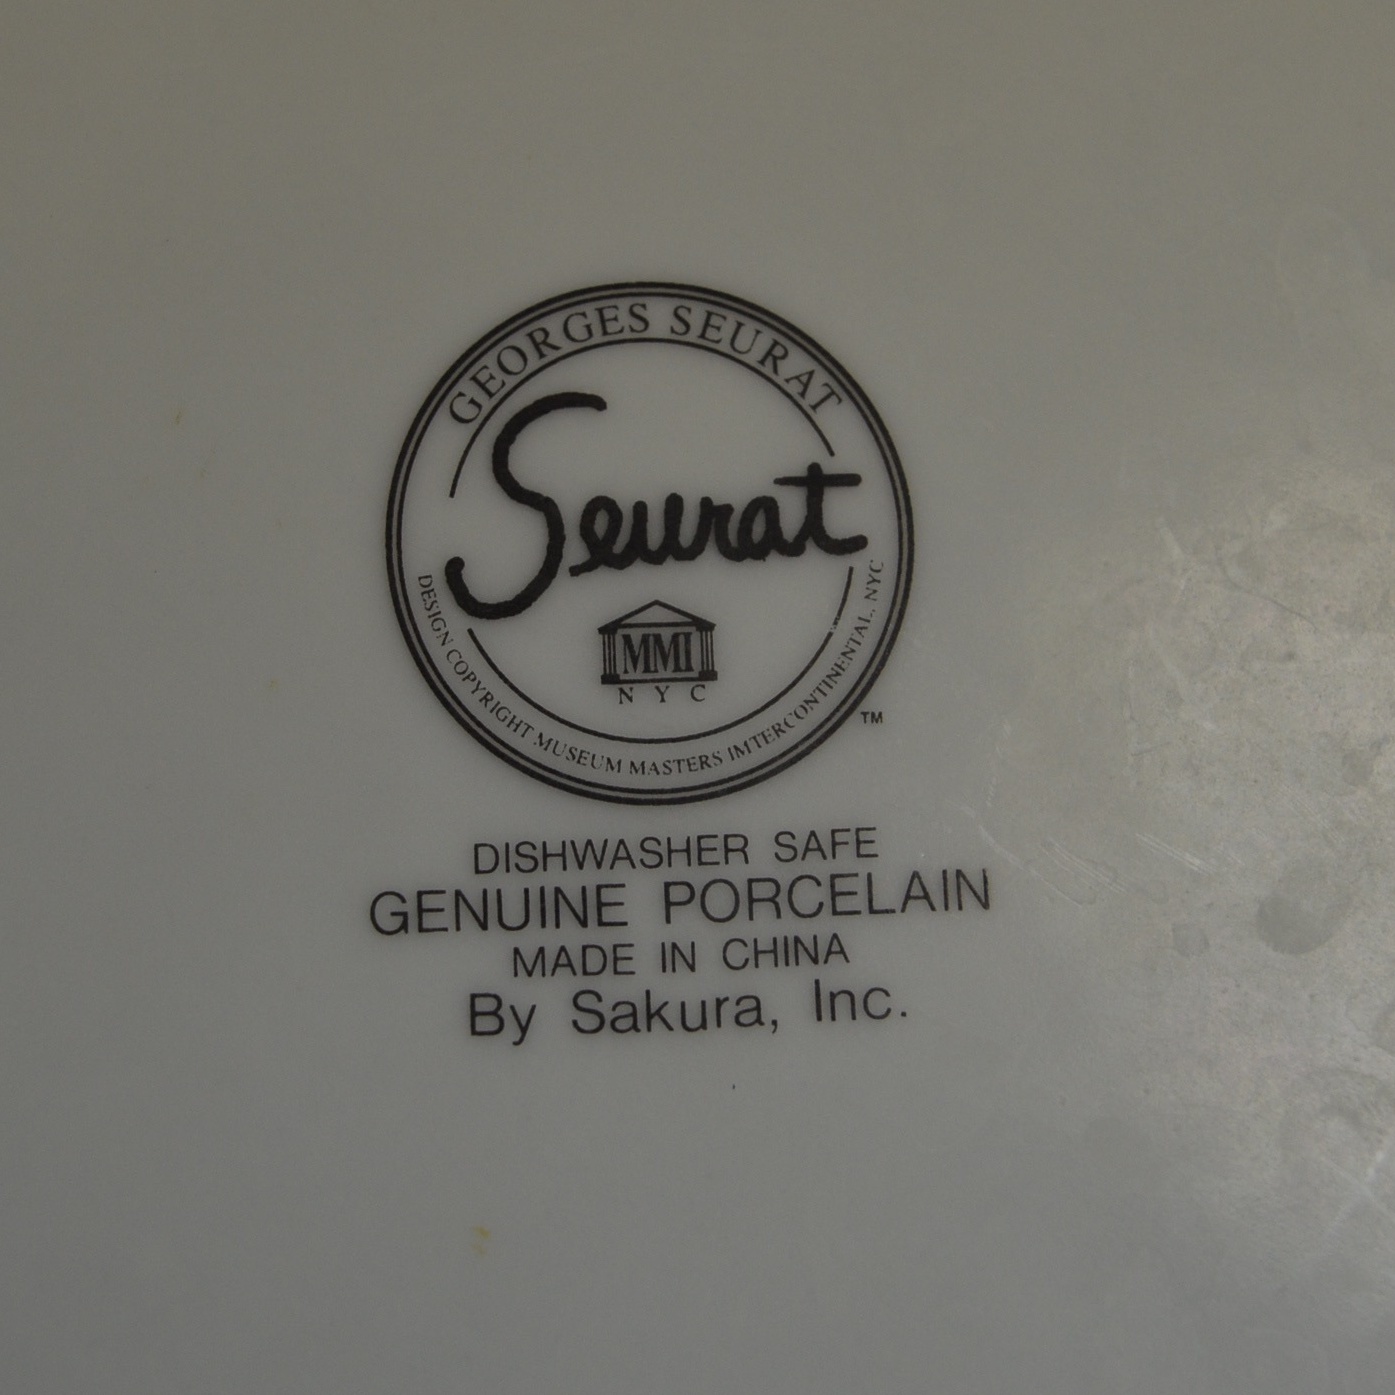 GEORGES SEURAT
Seurat
MMI
NYC
DESIGN COPYRIGHT MUSEUM MASTERS IMTERCONTINENTAL, NYC
TM
DISHWASHER SAFE
GENUINE PORCELAIN
MADE IN CHINA
By Sakura, Inc.